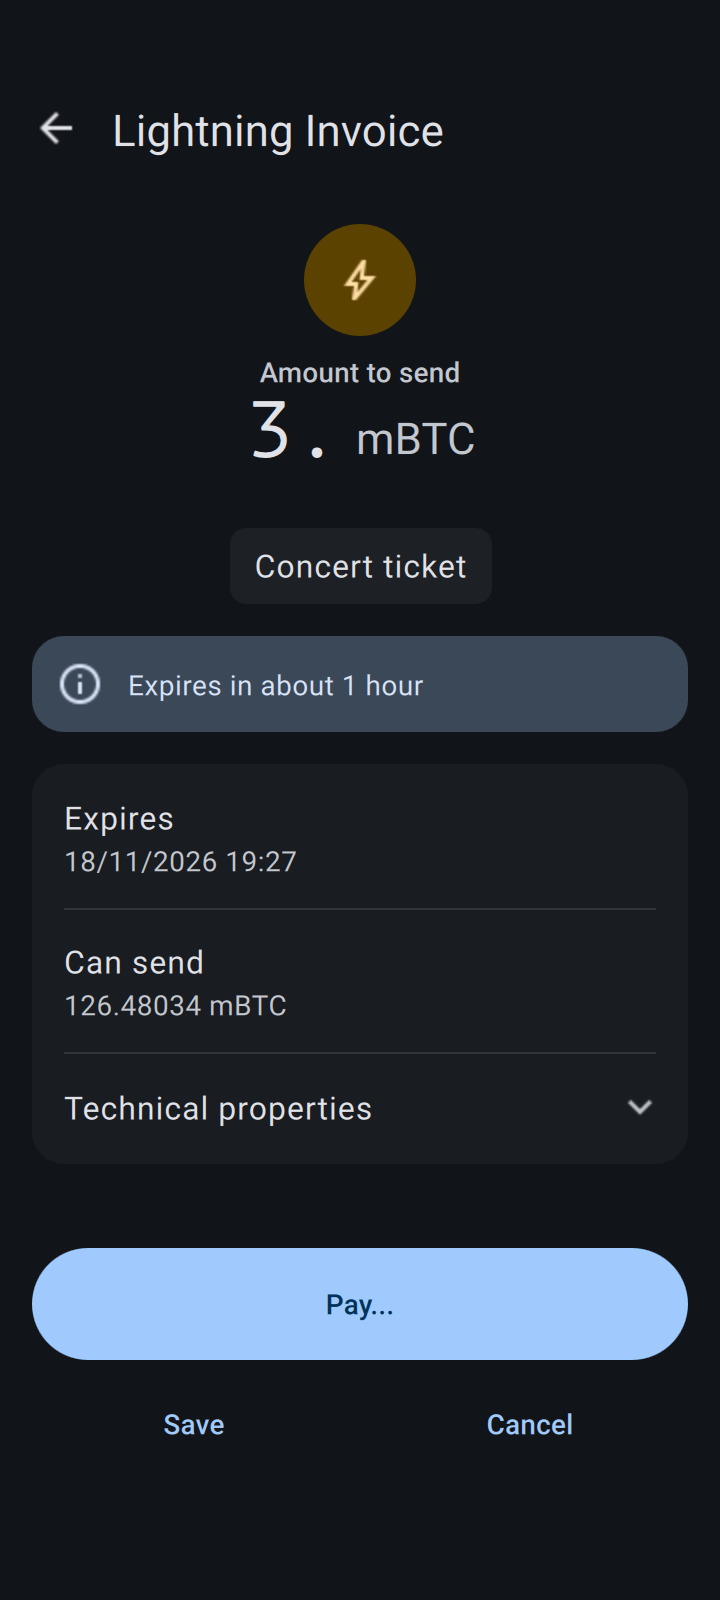 Lightning Invoice
Amount to send
3. mBTC
Concert ticket
Expires in about 1 hour
Expires
18/11/2026 19:27
Can send
126.48034 mBTC
Technical properties
Pay...
Save
Cancel